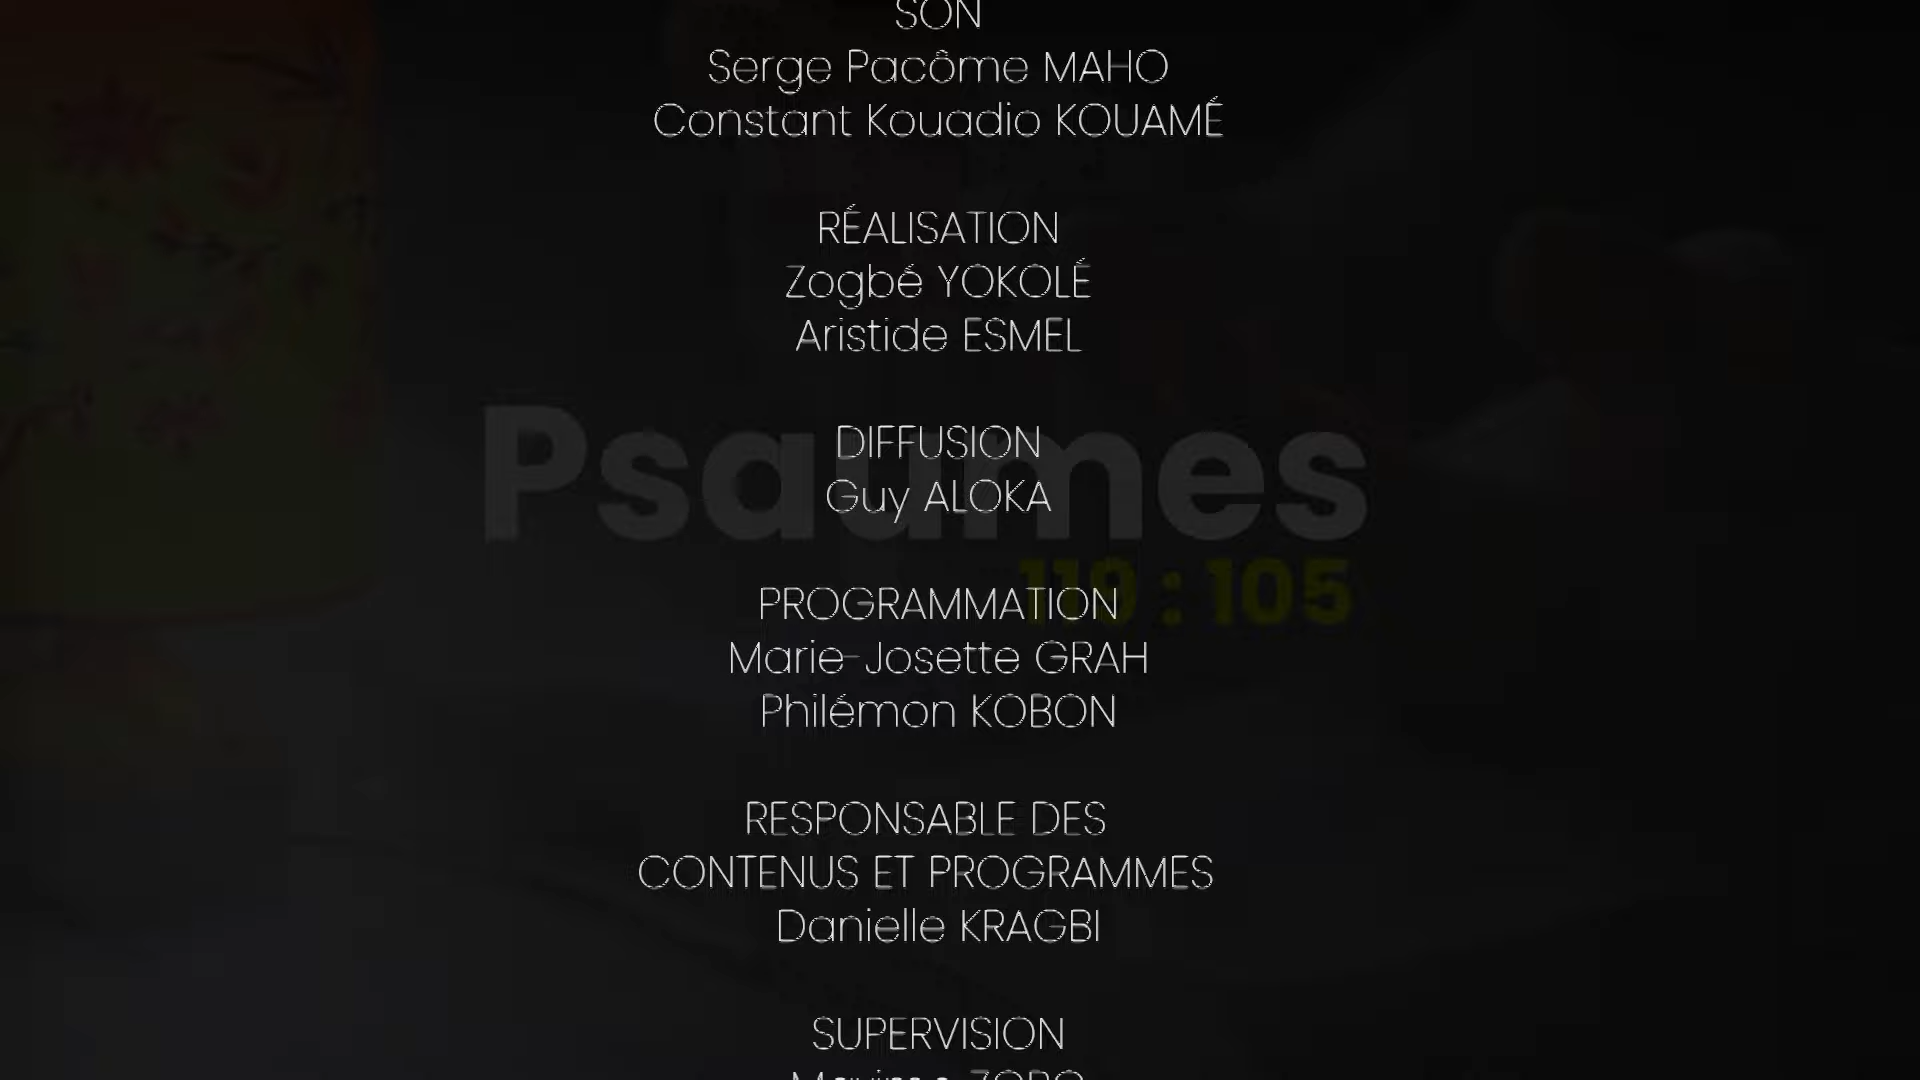 SON
Serge Pacôme MAHO
Constant Kouadio KOUAMÉ
RÉALISATION
Zogbé YOKOLÉ
Aristide ESMEL
Psaumes
119 : 105
DIFFUSION
Guy ALOKA
PROGRAMMATION
Marie-Josette GRAH
Philémon KOBON
RESPONSABLE DES
CONTENUS ET PROGRAMMES
Danielle KRAGBI
SUPERVISION